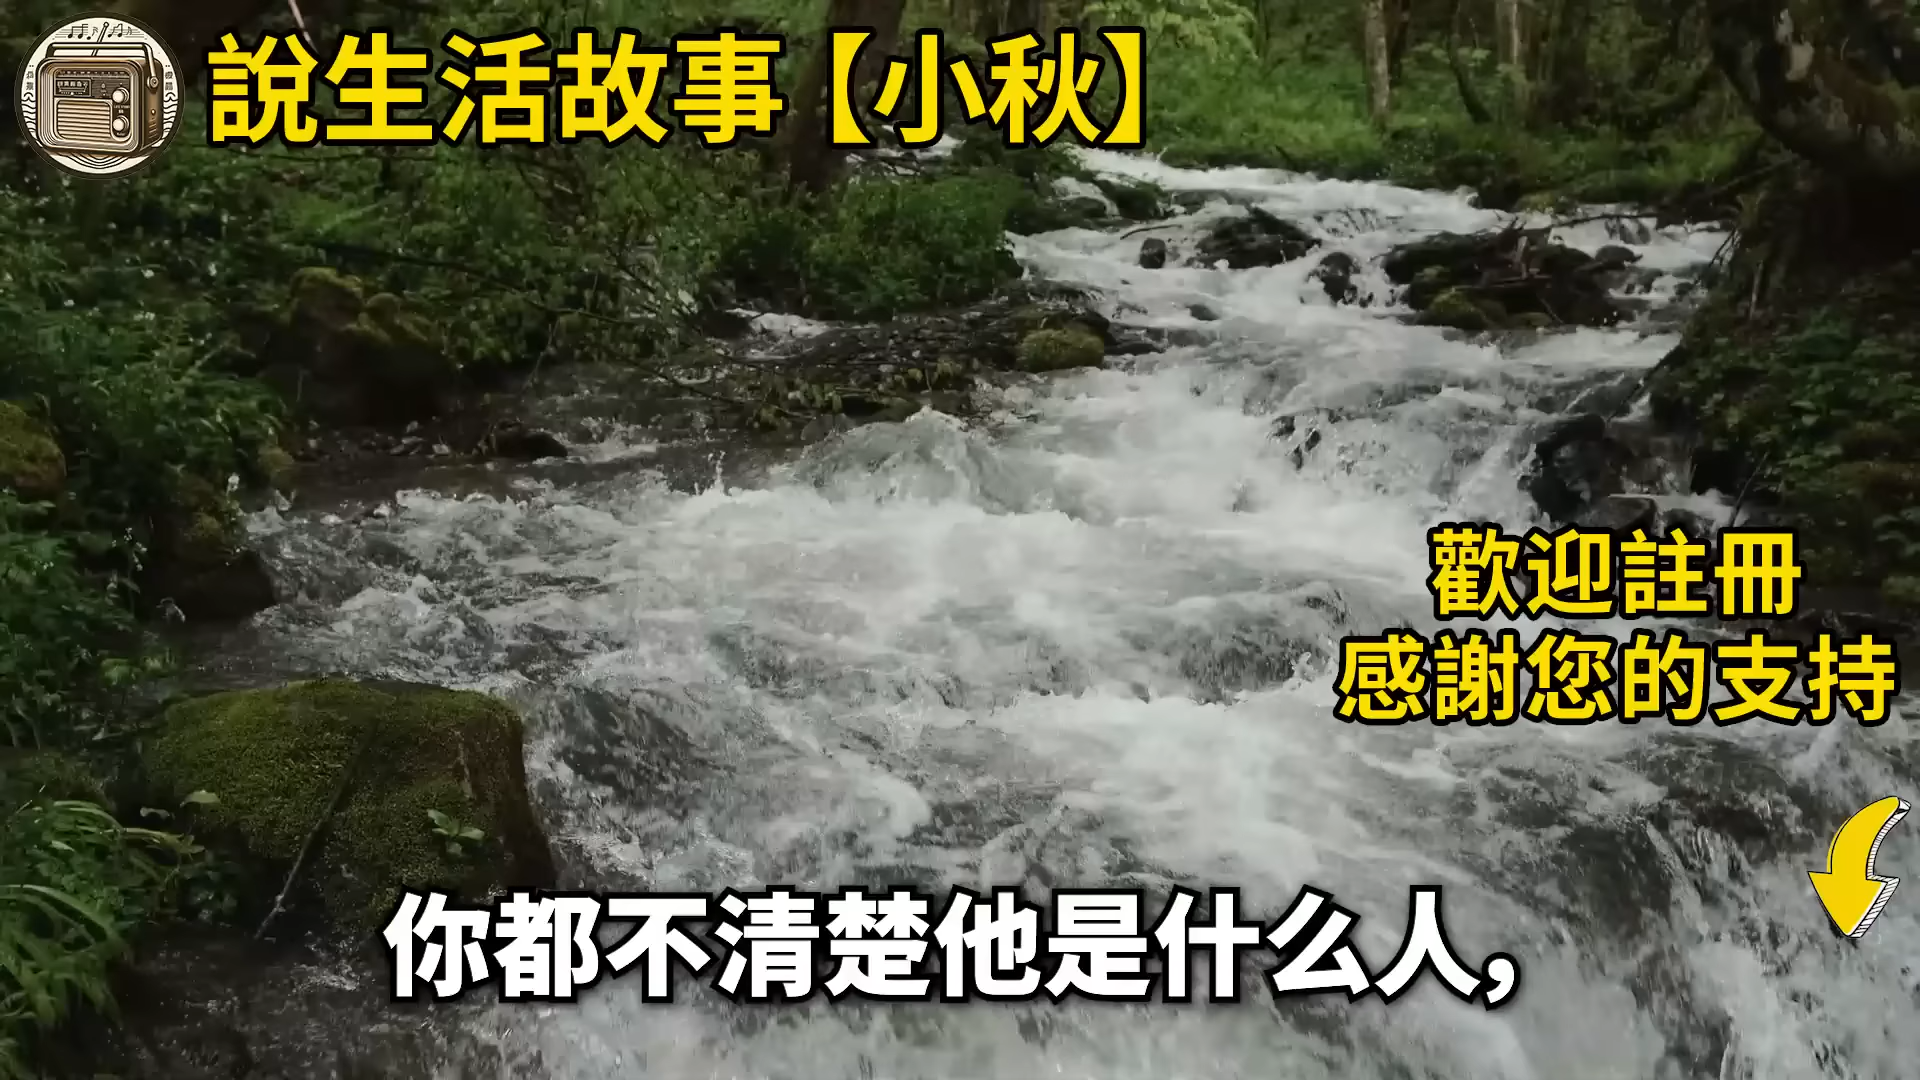 說生活故事【小秋】
歡迎註冊
感謝您的支持
你都不清楚他是什么人,